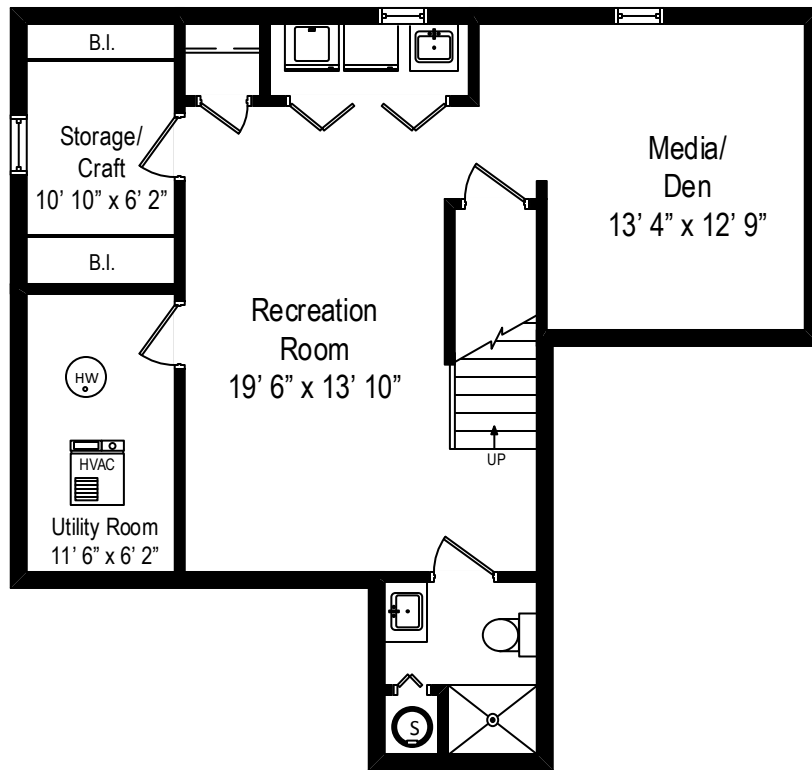 B.I.
Storage/
Craft
10’ 10” x 6’ 2”
B.I.
Media/
Den
13’ 4” x 12’ 9”
Recreation
Room
19’ 6” x 13’ 10”
HW
HVAC
Utility Room
11’ 6” x 6’ 2”
UP
S